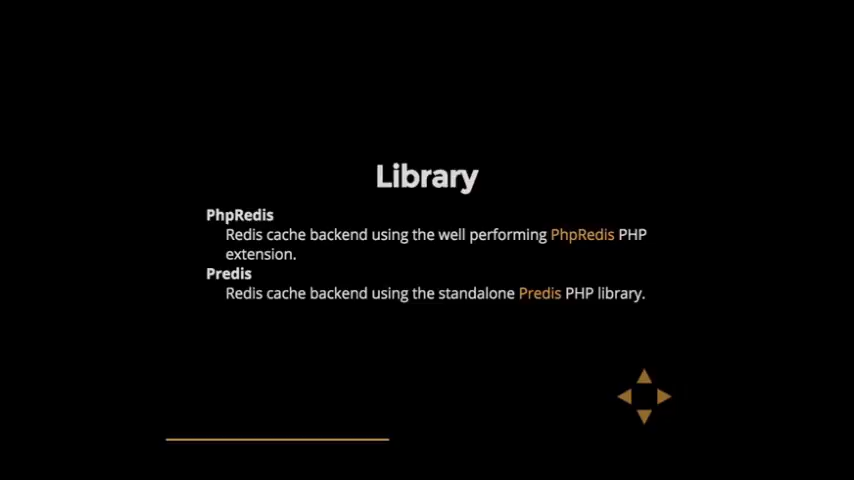 Library
PhpRedis
Redis cache backend using the well performing PhpRedis PHP
extension.
Predis
Redis cache backend using the standalone Predis PHP library.